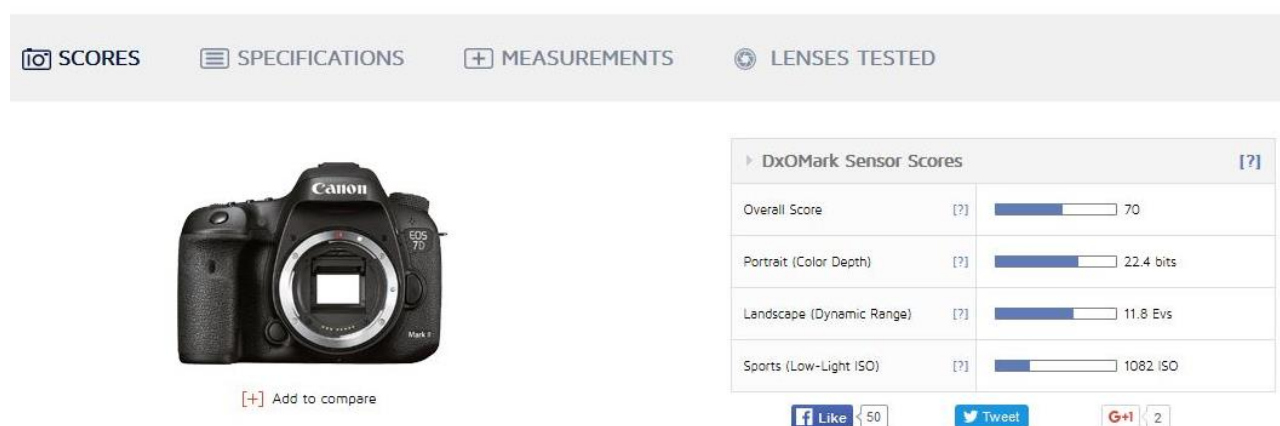 SCORES SPECIFICATIONS MEASUREMENTS LENSES TESTED
DxOMark Sensor Scores [?]
Overall Score [?] 70
Portrait (Color Depth) [?] 22.4 bits
Landscape (Dynamic Range) [?] 11.8 Evs
Sports (Low-Light ISO) [?] 1082 ISO
Canon
EOS
7D
Mark II
[+] Add to compare
Like 50 Tweet G+1 2